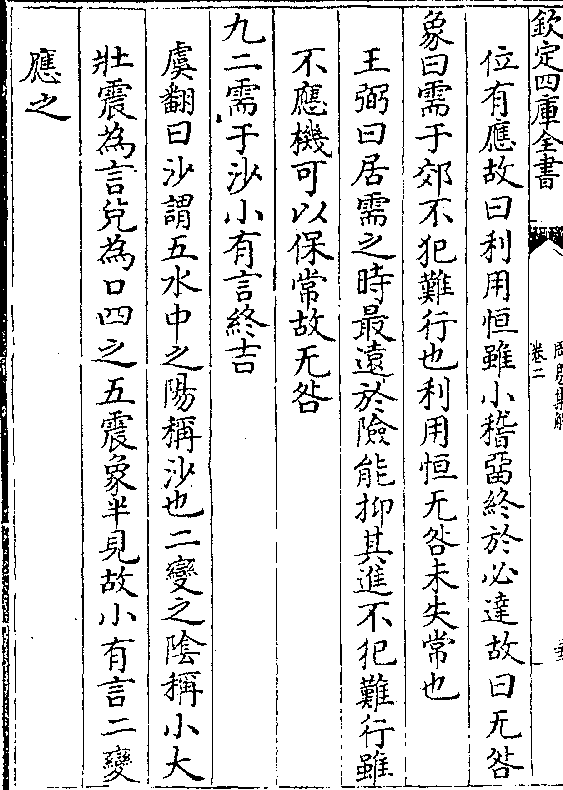 欽定四庫全書
卷二
位有應故曰利用恒雖小稽留終於必達故曰无咎
象曰需于郊不犯難行也利用恒无咎未失常也
王弼曰居需之時最遠於險能抑其進不犯難行雖
不應機可以保常故无咎
九二需于沙小有言終吉
虞翻曰沙謂五水中之陽稱沙也二變之陰稱小大
壯震為言兌為口四之五震象半見故小有言二變
應之